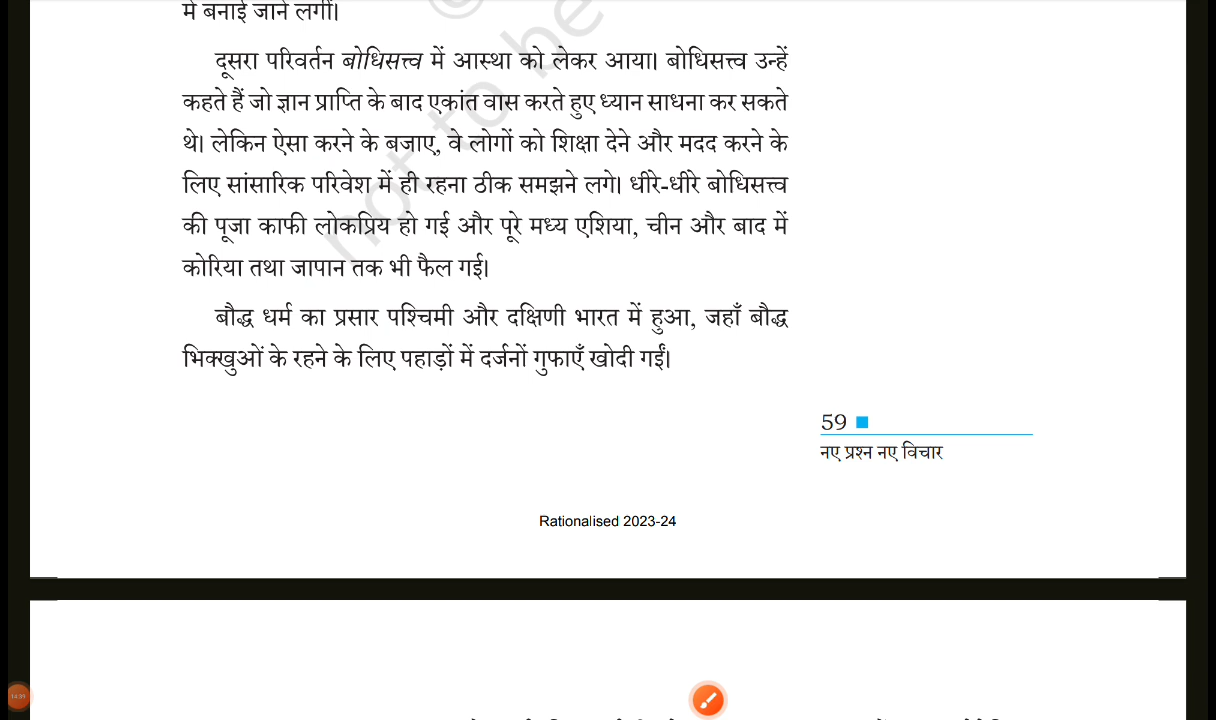 में बनाई जाने लगीं।
दूसरा परिवर्तन बोधिसत्त्व में आस्था को लेकर आया। बोधिसत्त्व उन्हें
कहते हैं जो ज्ञान प्राप्ति के बाद एकांत वास करते हुए ध्यान साधना कर सकते
थे। लेकिन ऐसा करने के बजाए, वे लोगों को शिक्षा देने और मदद करने के
लिए सांसारिक परिवेश में ही रहना ठीक समझने लगे। धीरे-धीरे बोधिसत्त्व
की पूजा काफी लोकप्रिय हो गई और पूरे मध्य एशिया, चीन और बाद में
कोरिया तथा जापान तक भी फैल गई।
बौद्ध धर्म का प्रसार पश्चिमी और दक्षिणी भारत में हुआ, जहाँ बौद्ध
भिक्खुओं के रहने के लिए पहाड़ों में दर्जनों गुफाएँ खोदी गईं।
not to be
59
नए प्रश्न नए विचार
Rationalised 2023-24